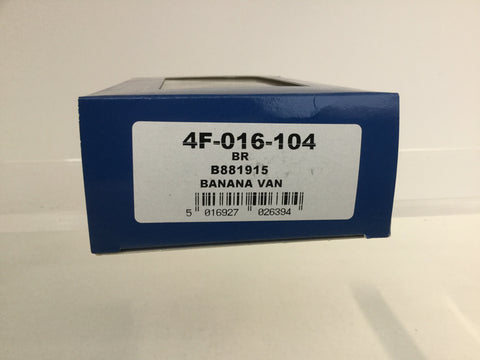 4F-016-104
BR
B881915
BANANA VAN
5 016927 026394